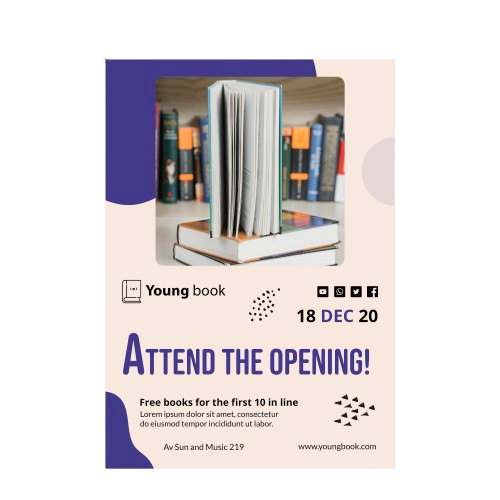 Young book
18 DEC 20
ATTEND THE OPENING!
Free books for the first 10 in line
Lorem ipsum dolor sit amet, consectetur
do eiusmod tempor incididunt ut labor.
Av Sun and Music 219
www.youngbook.com